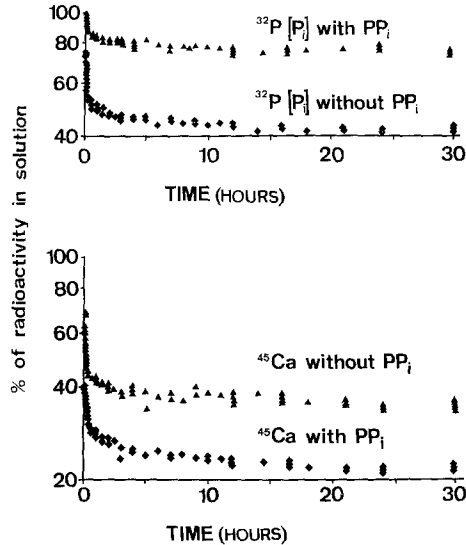 % of radioactivity in solution
100
80
60
40
³²P [Pᵢ] with PPᵢ
³²P [Pᵢ] without PPᵢ
0 10 20 30
TIME (HOURS)
100
80
60
40
20
⁴⁵Ca without PPᵢ
⁴⁵Ca with PPᵢ
0 10 20 30
TIME (HOURS)